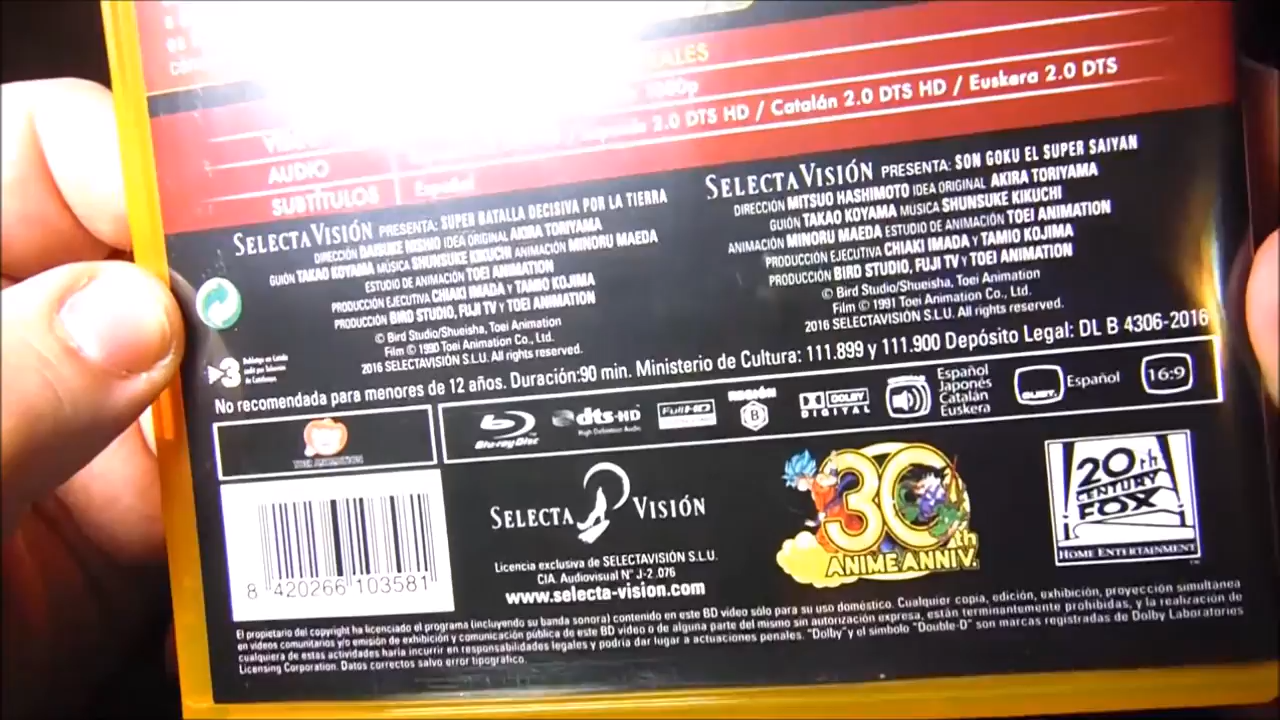 1080p
2.0 DTS HD / Catalán 2.0 DTS HD / Euskera 2.0 DTS
AUDIO
SUBTÍTULOS Español
SELECTAVISIÓN PRESENTA: SUPER BATALLA DECISIVA POR LA TIERRA
DIRECCIÓN DAISUKE NISHIO IDEA ORIGINAL AKIRA TORIYAMA
GUIÓN TAKAO KOYAMA MÚSICA SHUNSUKE KIKUCHI ANIMACIÓN MINORU MAEDA
ESTUDIO DE ANIMACIÓN TOEI ANIMATION
PRODUCCIÓN EJECUTIVA CHIAKI IMADA Y TAMIO KOJIMA
PRODUCCIÓN BIRD STUDIO, FUJI TV Y TOEI ANIMATION
© Bird Studio/Shueisha, Toei Animation
Film © 1990 Toei Animation Co., Ltd.
2016 SELECTAVISIÓN S.L.U. All rights reserved.
SELECTAVISIÓN PRESENTA: SON GOKU EL SUPER SAIYAN
DIRECCIÓN MITSUO HASHIMOTO IDEA ORIGINAL AKIRA TORIYAMA
GUIÓN TAKAO KOYAMA MÚSICA SHUNSUKE KIKUCHI
ANIMACIÓN MINORU MAEDA ESTUDIO DE ANIMACIÓN TOEI ANIMATION
PRODUCCIÓN EJECUTIVA CHIAKI IMADA Y TAMIO KOJIMA
PRODUCCIÓN BIRD STUDIO, FUJI TV Y TOEI ANIMATION
© Bird Studio/Shueisha, Toei Animation
Film © 1991 Toei Animation Co., Ltd.
2016 SELECTAVISIÓN S.L.U. All rights reserved.
3
No recomendada para menores de 12 años. Duración:90 min. Ministerio de Cultura: 111.899 y 111.900 Depósito Legal: DL B 4306-2016
TOEI ANIMATION
Blu-ray Disc
dts-HD
High Definition Audio
Full HD
REGIÓN
B
DOLBY
DIGITAL
Español
Japonés
Catalán
Euskera
SUBT.
Español
16:9
8 420266 103581
SELECTA VISIÓN
Licencia exclusiva de SELECTAVISIÓN S.L.U.
CIA. Audiovisual Nº J-2.076
www.selecta-vision.com
30th
ANIME ANNIV.
20th
CENTURY
FOX
HOME ENTERTAINMENT
El propietario del copyright ha licenciado el programa (incluyendo su banda sonora) contenido en este BD vídeo sólo para su uso doméstico. Cualquier copia, edición, exhibición, proyección simultánea
en vídeos comunitarios y/o emisión de exhibición y comunicación pública de este BD vídeo o de alguna parte del mismo sin autorización expresa, están terminantemente prohibidas, y la realización de
cualquiera de estas actividades haría incurrir en responsabilidades legales y podría dar lugar a actuaciones penales. "Dolby" y el símbolo "Double-D" son marcas registradas de Dolby Laboratories
Licensing Corporation. Datos correctos salvo error tipográfico.